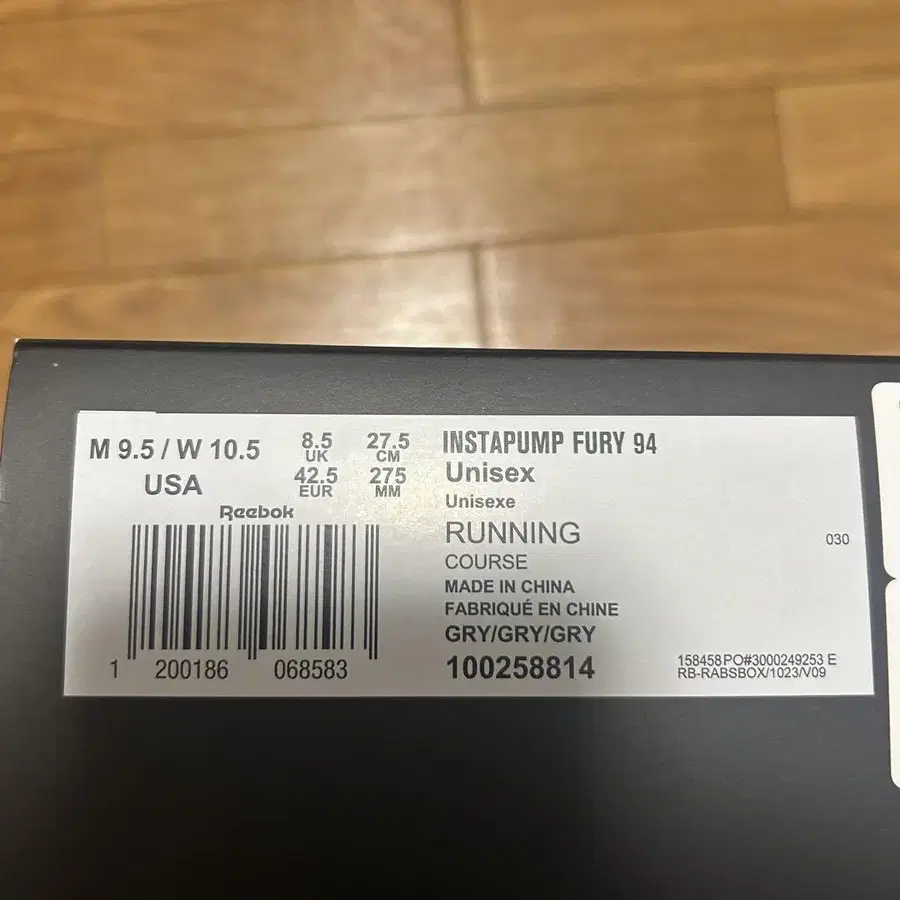 M 9.5 / W 10.5
USA
8.5 27.5
UK CM
42.5 275
EUR MM
Reebok
1 200186 068583
INSTAPUMP FURY 94
Unisex
Unisexe
RUNNING
COURSE
MADE IN CHINA
FABRIQUÉ EN CHINE
GRY/GRY/GRY
100258814
030
158458PO#3000249253 E
RB-RABSBOX/1023/V09